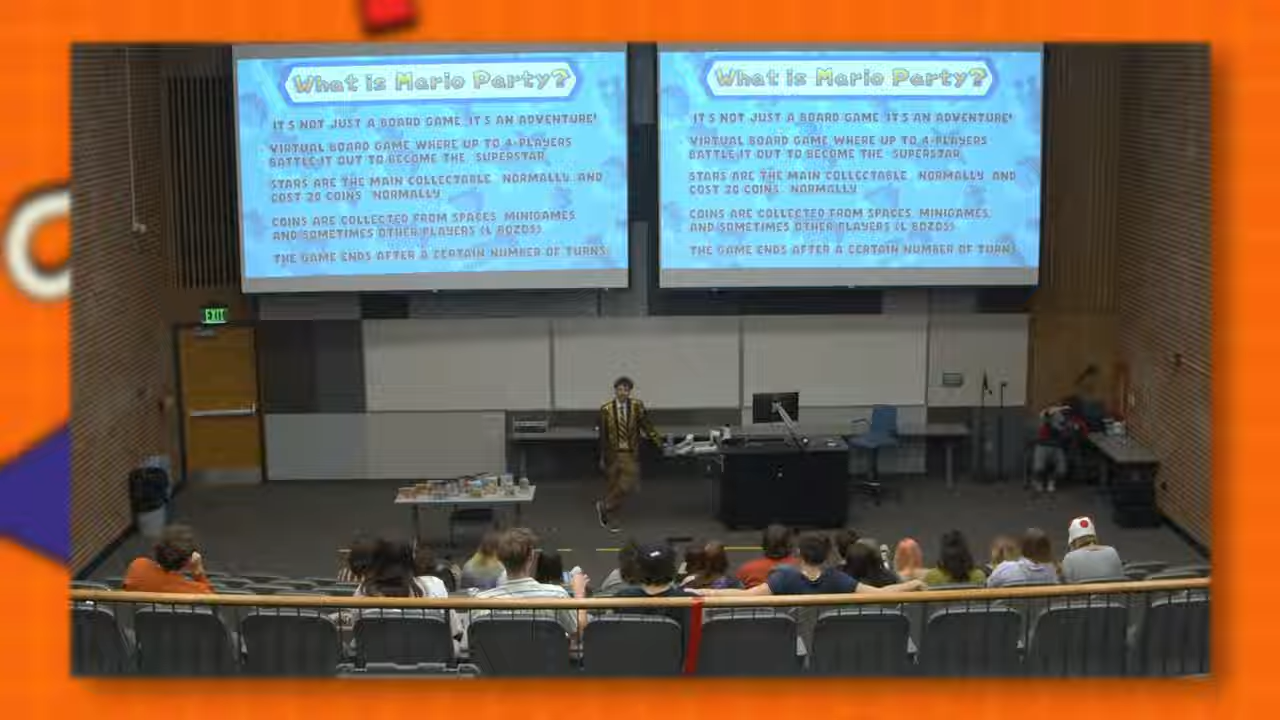 What is Mario Party?
IT'S NOT JUST A BOARD GAME, IT'S AN ADVENTURE!
VIRTUAL BOARD GAME WHERE UP TO 4-PLAYERS
BATTLE IT OUT TO BECOME THE SUPERSTAR
STARS ARE THE MAIN COLLECTABLE NORMALLY AND
COST 20 COINS NORMALLY
COINS ARE COLLECTED FROM SPACES, MINIGAMES,
AND SOMETIMES OTHER PLAYERS (L BOZOS)
THE GAME ENDS AFTER A CERTAIN NUMBER OF TURNS
What is Mario Party?
IT'S NOT JUST A BOARD GAME, IT'S AN ADVENTURE!
VIRTUAL BOARD GAME WHERE UP TO 4-PLAYERS
BATTLE IT OUT TO BECOME THE SUPERSTAR
STARS ARE THE MAIN COLLECTABLE NORMALLY AND
COST 20 COINS NORMALLY
COINS ARE COLLECTED FROM SPACES, MINIGAMES,
AND SOMETIMES OTHER PLAYERS (L BOZOS)
THE GAME ENDS AFTER A CERTAIN NUMBER OF TURNS
EXIT